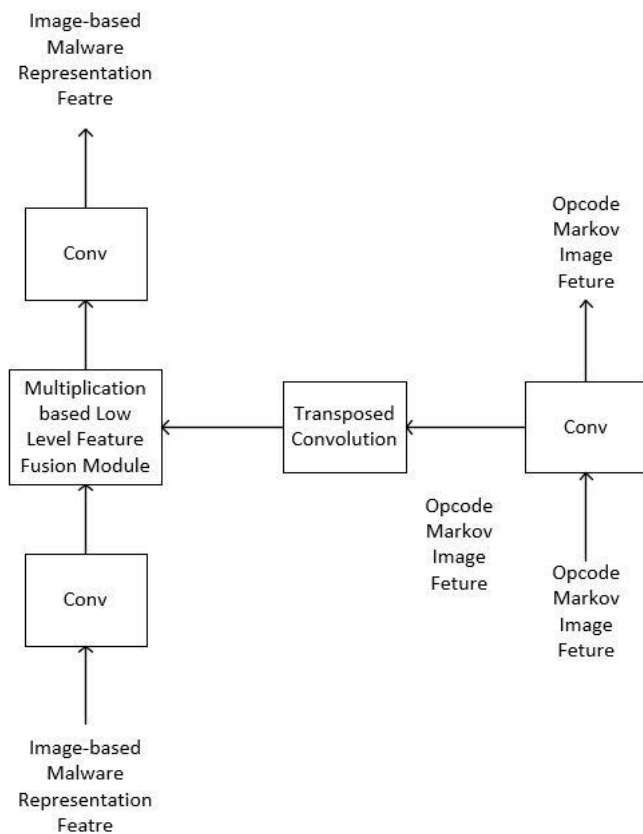 Image-based
Malware
Representation
Featre
Conv
Opcode
Markov
Image
Feture
Multiplication
based Low
Level Feature
Fusion Module
Transposed
Convolution
Conv
Opcode
Markov
Image
Feture
Conv
Opcode
Markov
Image
Feture
Image-based
Malware
Representation
Featre